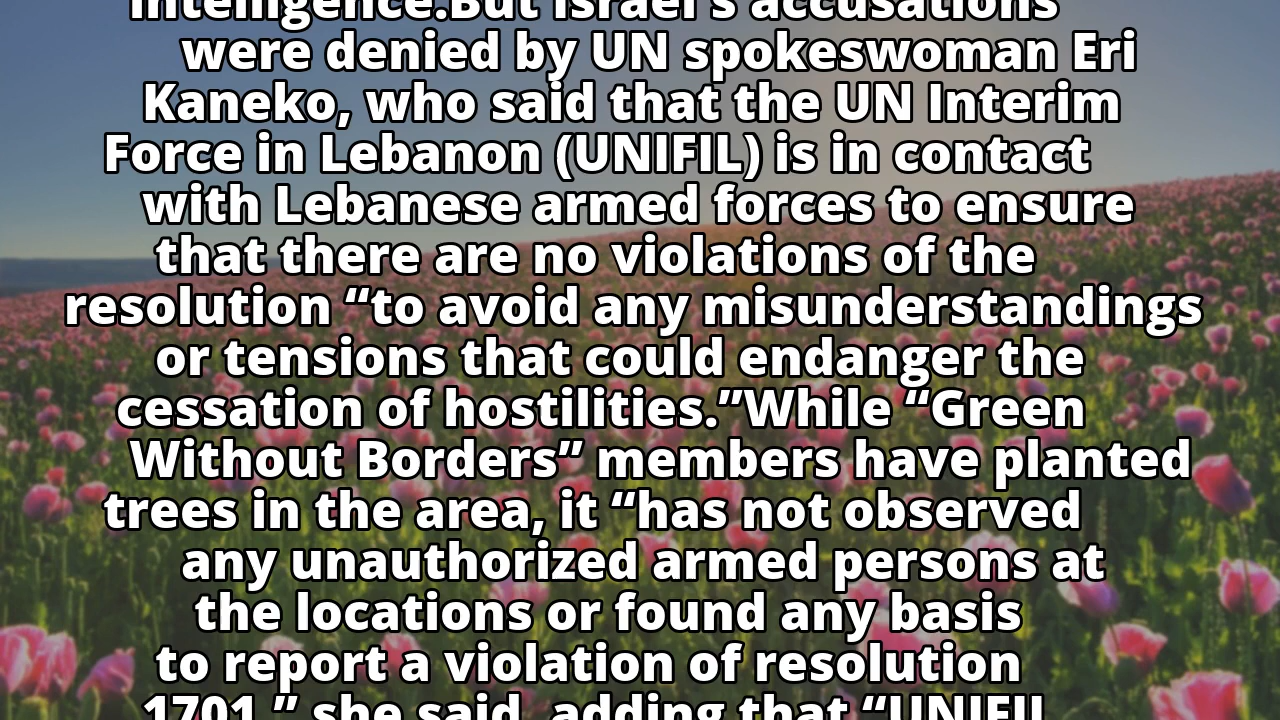 intelligence.But Israel's accusations
were denied by UN spokeswoman Eri
Kaneko, who said that the UN Interim
Force in Lebanon (UNIFIL) is in contact
with Lebanese armed forces to ensure
that there are no violations of the
resolution “to avoid any misunderstandings
or tensions that could endanger the
cessation of hostilities.”While “Green
Without Borders” members have planted
trees in the area, it “has not observed
any unauthorized armed persons at
the locations or found any basis
to report a violation of resolution
1701,” she said, adding that “UNIFIL